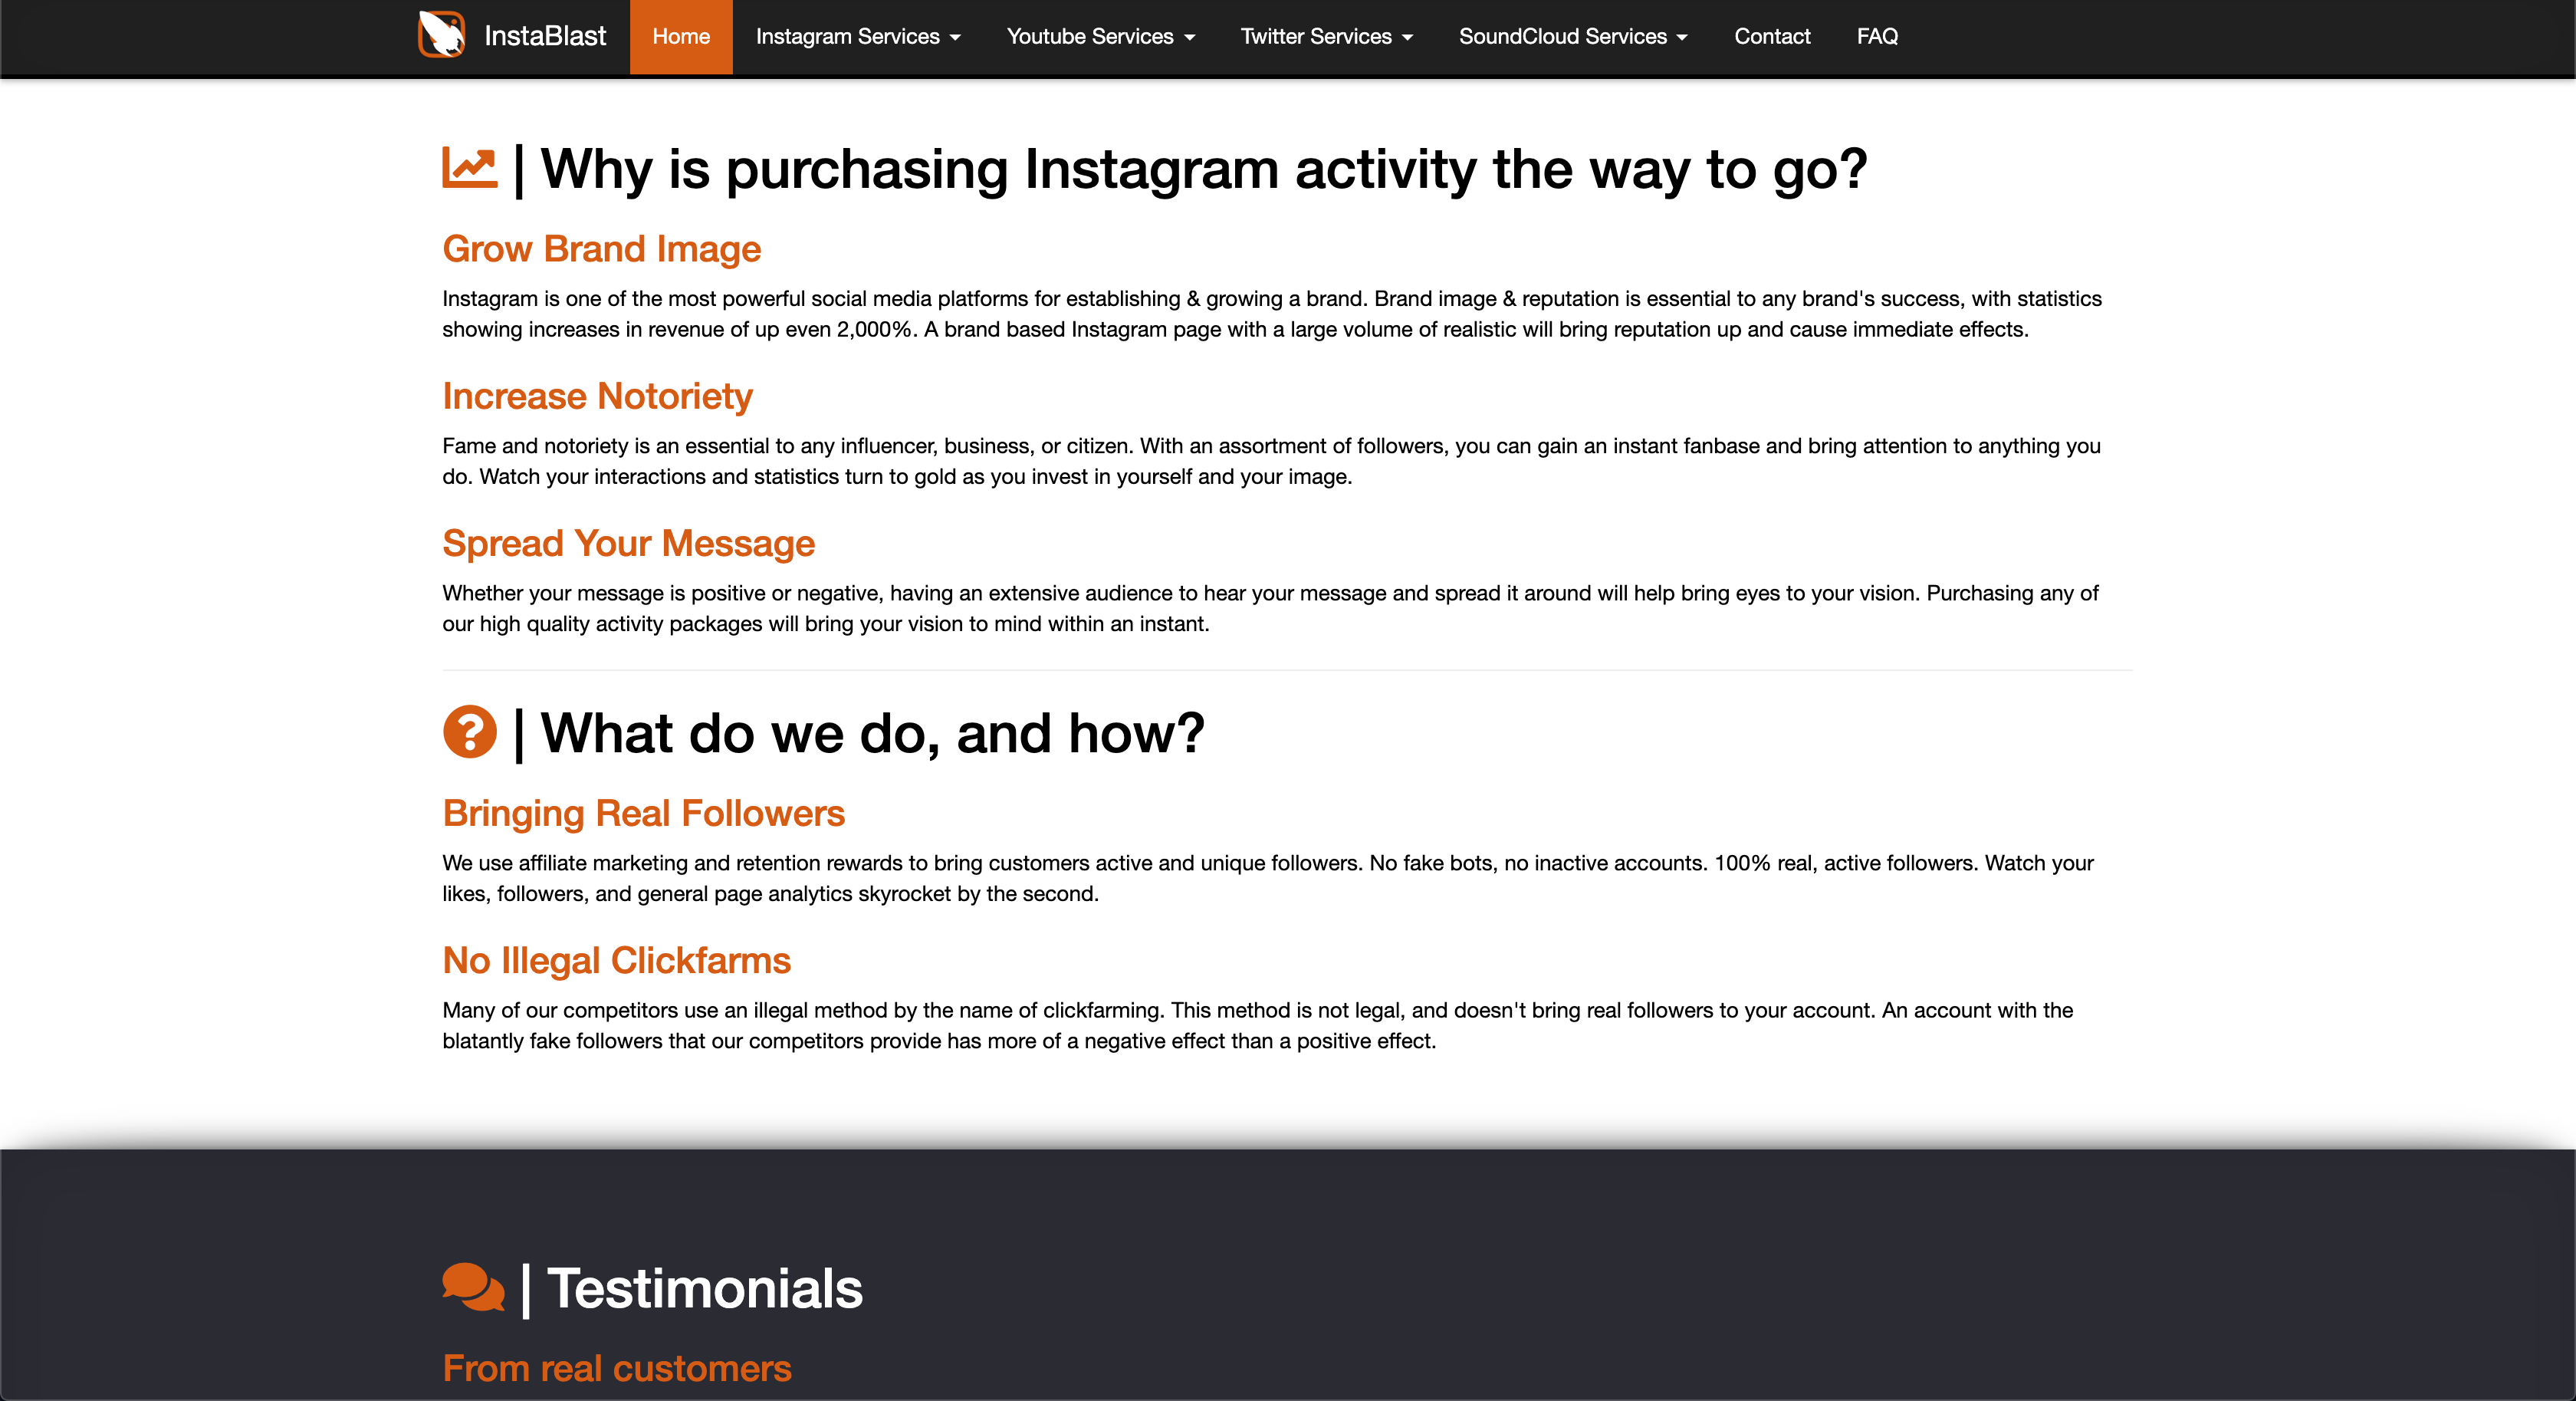 InstaBlast Home Instagram Services Youtube Services Twitter Services SoundCloud Services Contact FAQ
| Why is purchasing Instagram activity the way to go?
Grow Brand Image
Instagram is one of the most powerful social media platforms for establishing & growing a brand. Brand image & reputation is essential to any brand's success, with statistics
showing increases in revenue of up even 2,000%. A brand based Instagram page with a large volume of realistic will bring reputation up and cause immediate effects.
Increase Notoriety
Fame and notoriety is an essential to any influencer, business, or citizen. With an assortment of followers, you can gain an instant fanbase and bring attention to anything you
do. Watch your interactions and statistics turn to gold as you invest in yourself and your image.
Spread Your Message
Whether your message is positive or negative, having an extensive audience to hear your message and spread it around will help bring eyes to your vision. Purchasing any of
our high quality activity packages will bring your vision to mind within an instant.
| What do we do, and how?
Bringing Real Followers
We use affiliate marketing and retention rewards to bring customers active and unique followers. No fake bots, no inactive accounts. 100% real, active followers. Watch your
likes, followers, and general page analytics skyrocket by the second.
No Illegal Clickfarms
Many of our competitors use an illegal method by the name of clickfarming. This method is not legal, and doesn't bring real followers to your account. An account with the
blatantly fake followers that our competitors provide has more of a negative effect than a positive effect.
| Testimonials
From real customers